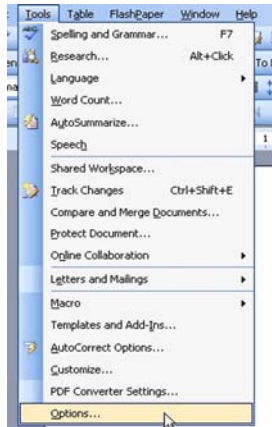 Tools Table FlashPaper Window Help
Spelling and Grammar... F7
Research... Alt+Click
Language
Word Count...
AutoSummarize...
Speech
Shared Workspace...
Track Changes Ctrl+Shift+E
Compare and Merge Documents...
Protect Document...
Online Collaboration
Letters and Mailings
Macro
Templates and Add-Ins...
AutoCorrect Options...
Customize...
PDF Converter Settings...
Options...